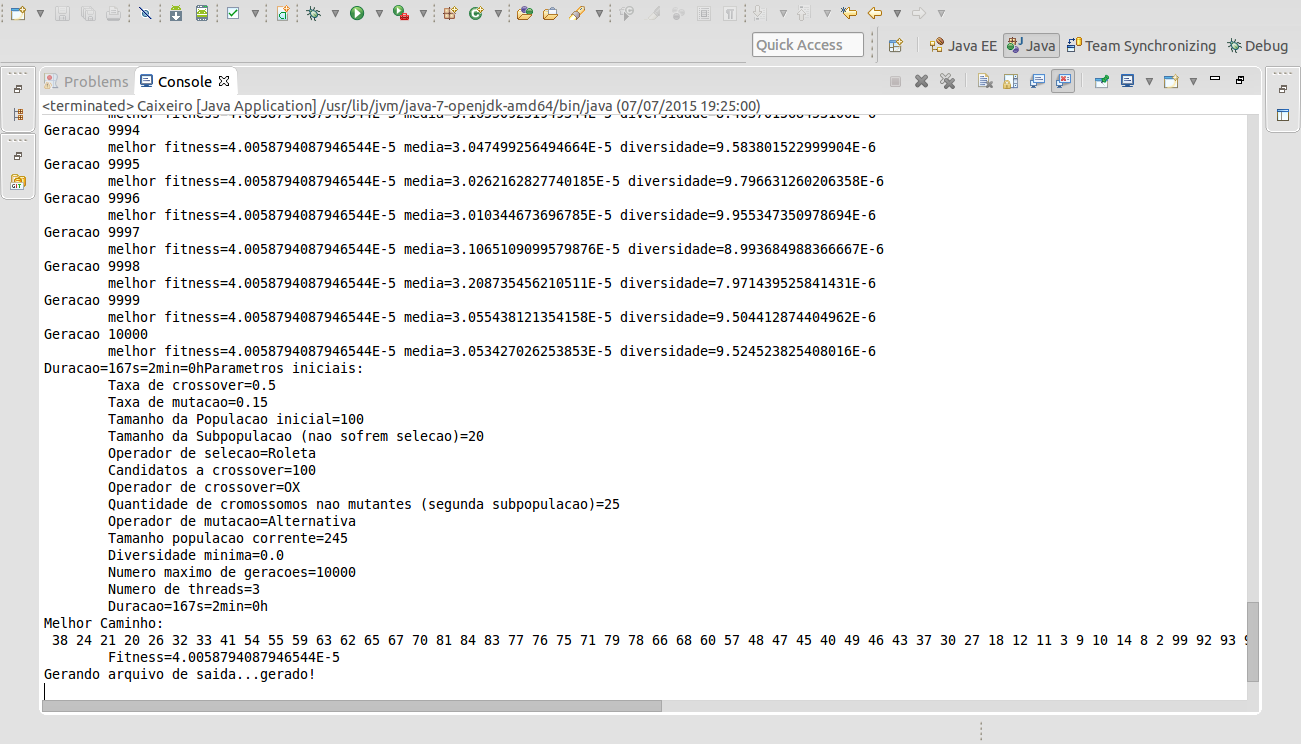 Quick Access
Java EE
Java
Team Synchronizing
Debug
Problems
Console
<terminated> Caixeiro [Java Application] /usr/lib/jvm/java-7-openjdk-amd64/bin/java (07/07/2015 19:25:00)
Geracao 9994
melhor fitness=4.0058794087946544E-5 media=3.047499256494664E-5 diversidade=9.583801522999904E-6
Geracao 9995
melhor fitness=4.0058794087946544E-5 media=3.0262162827740185E-5 diversidade=9.796631260206358E-6
Geracao 9996
melhor fitness=4.0058794087946544E-5 media=3.010344673696785E-5 diversidade=9.955347350978694E-6
Geracao 9997
melhor fitness=4.0058794087946544E-5 media=3.1065109099579876E-5 diversidade=8.993684988366667E-6
Geracao 9998
melhor fitness=4.0058794087946544E-5 media=3.208735456210511E-5 diversidade=7.971439525841431E-6
Geracao 9999
melhor fitness=4.0058794087946544E-5 media=3.055438121354158E-5 diversidade=9.504412874404962E-6
Geracao 10000
melhor fitness=4.0058794087946544E-5 media=3.053427026253853E-5 diversidade=9.524523825408016E-6
Duracao=167s=2min=0hParametros iniciais:
Taxa de crossover=0.5
Taxa de mutacao=0.15
Tamanho da Populacao inicial=100
Tamanho da Subpopulacao (nao sofrem selecao)=20
Operador de selecao=Roleta
Candidatos a crossover=100
Operador de crossover=OX
Quantidade de cromossomos nao mutantes (segunda subpopulacao)=25
Operador de mutacao=Alternativa
Tamanho populacao corrente=245
Diversidade minima=0.0
Numero maximo de geracoes=10000
Numero de threads=3
Duracao=167s=2min=0h
Melhor Caminho:
38 24 21 20 26 32 33 41 54 55 59 63 62 65 67 70 81 84 83 77 76 75 71 79 78 66 68 60 57 48 47 45 40 49 46 43 37 30 27 18 12 11 3 9 10 14 8 2 99 92 93
Fitness=4.0058794087946544E-5
Gerando arquivo de saida...gerado!
GIT